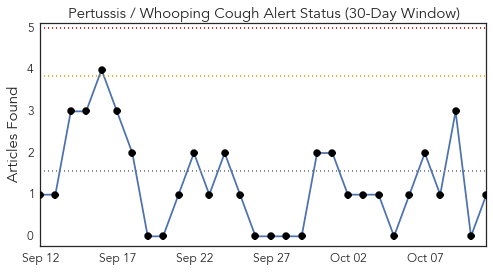 Pertussis / Whooping Cough Alert Status (30-Day Window)
5
4
3
2
1
0
Articles Found
Sep 12 Sep 17 Sep 22 Sep 27 Oct 02 Oct 07